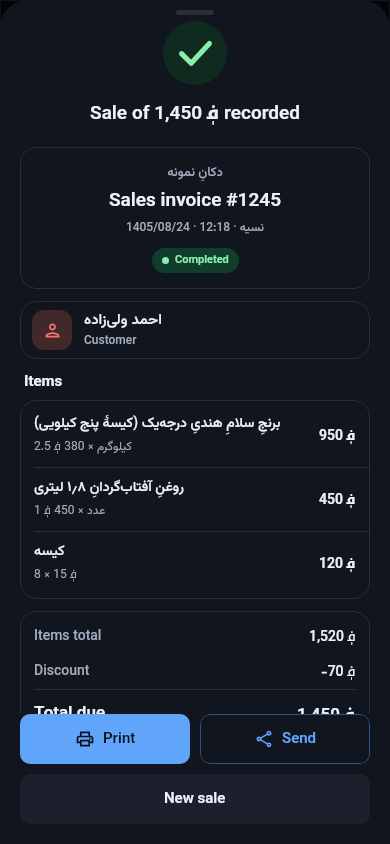 Sale of 1,450 ؋ recorded
دکانِ نمونه
Sales invoice #1245
1405/08/24 · 12:18 · نسیه
Completed
احمد ولی‌زاده
Customer
Items
برنجِ سلامِ هندیِ درجه‌یک (کیسهٔ پنج کیلویی)
950 ؋
2.5 کیلوگرم × 380 ؋
روغنِ آفتاب‌گردانِ ۱٫۸ لیتری
450 ؋
1 عدد × 450 ؋
کیسه
120 ؋
8 × 15 ؋
Items total 1,520 ؋
Discount -70 ؋
Total due 1,450 ؋
Print
Send
New sale